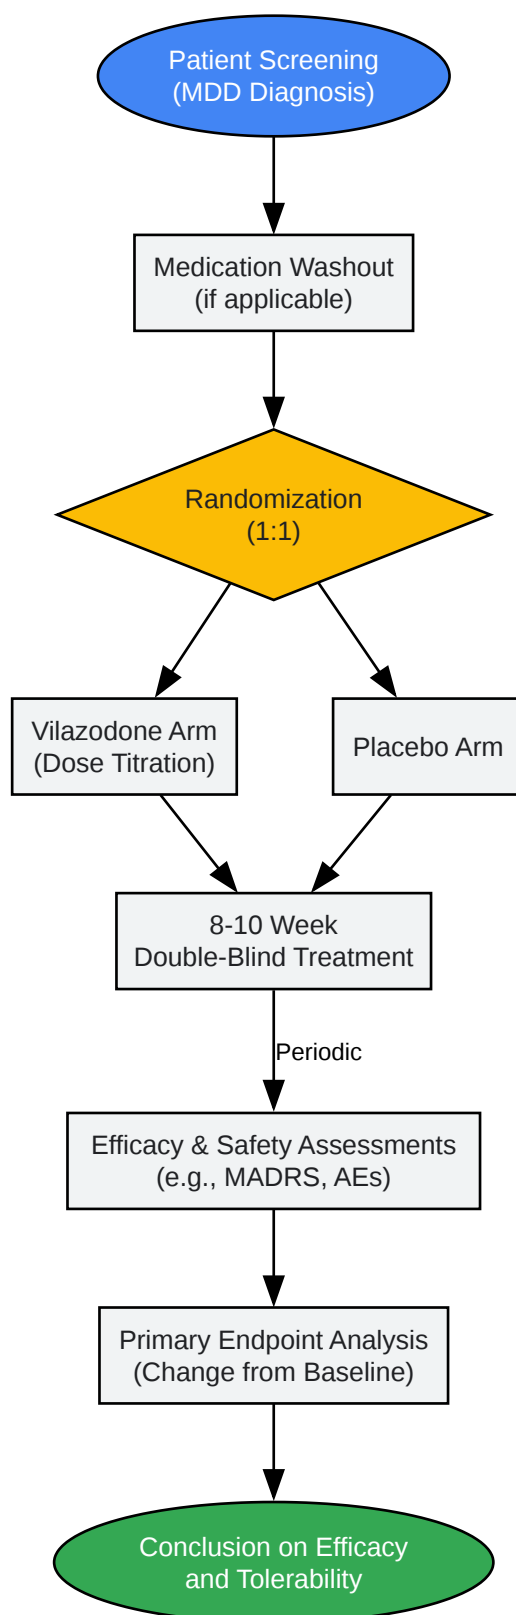 Patient Screening
(MDD Diagnosis)
Medication Washout
(if applicable)
Randomization
(1:1)
Vilazodone Arm
(Dose Titration)
Placebo Arm
8-10 Week
Double-Blind Treatment
Periodic
Efficacy & Safety Assessments
(e.g., MADRS, AEs)
Primary Endpoint Analysis
(Change from Baseline)
Conclusion on Efficacy
and Tolerability